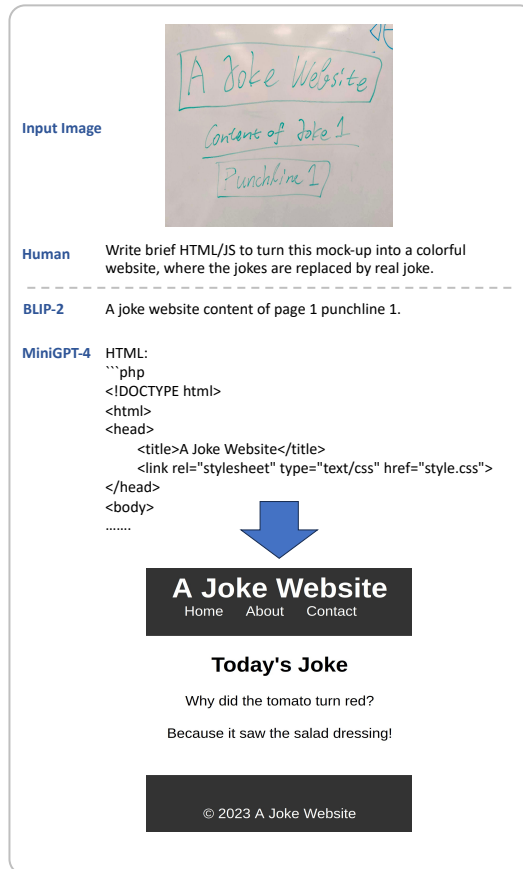 Input Image
A Joke Website
Content of Joke 1
Punchline 1
Human
Write brief HTML/JS to turn this mock-up into a colorful
website, where the jokes are replaced by real joke.
BLIP-2
A joke website content of page 1 punchline 1.
MiniGPT-4
HTML:
```php
<!DOCTYPE html>
<html>
<head>
<title>A Joke Website</title>
<link rel="stylesheet" type="text/css" href="style.css">
</head>
<body>
…….
A Joke Website
Home About Contact
Today's Joke
Why did the tomato turn red?
Because it saw the salad dressing!
© 2023 A Joke Website